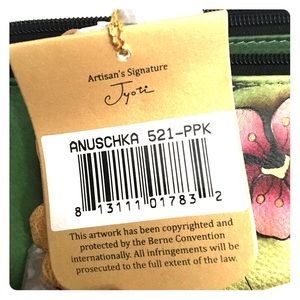 Artisan's Signature
Jyoti
ANUSCHKA 521-PPK
8 13111 01783 2
This artwork has been copyrighted and
protected by the Berne Convention
internationally. All infringements will be
prosecuted to the full extent of the law.